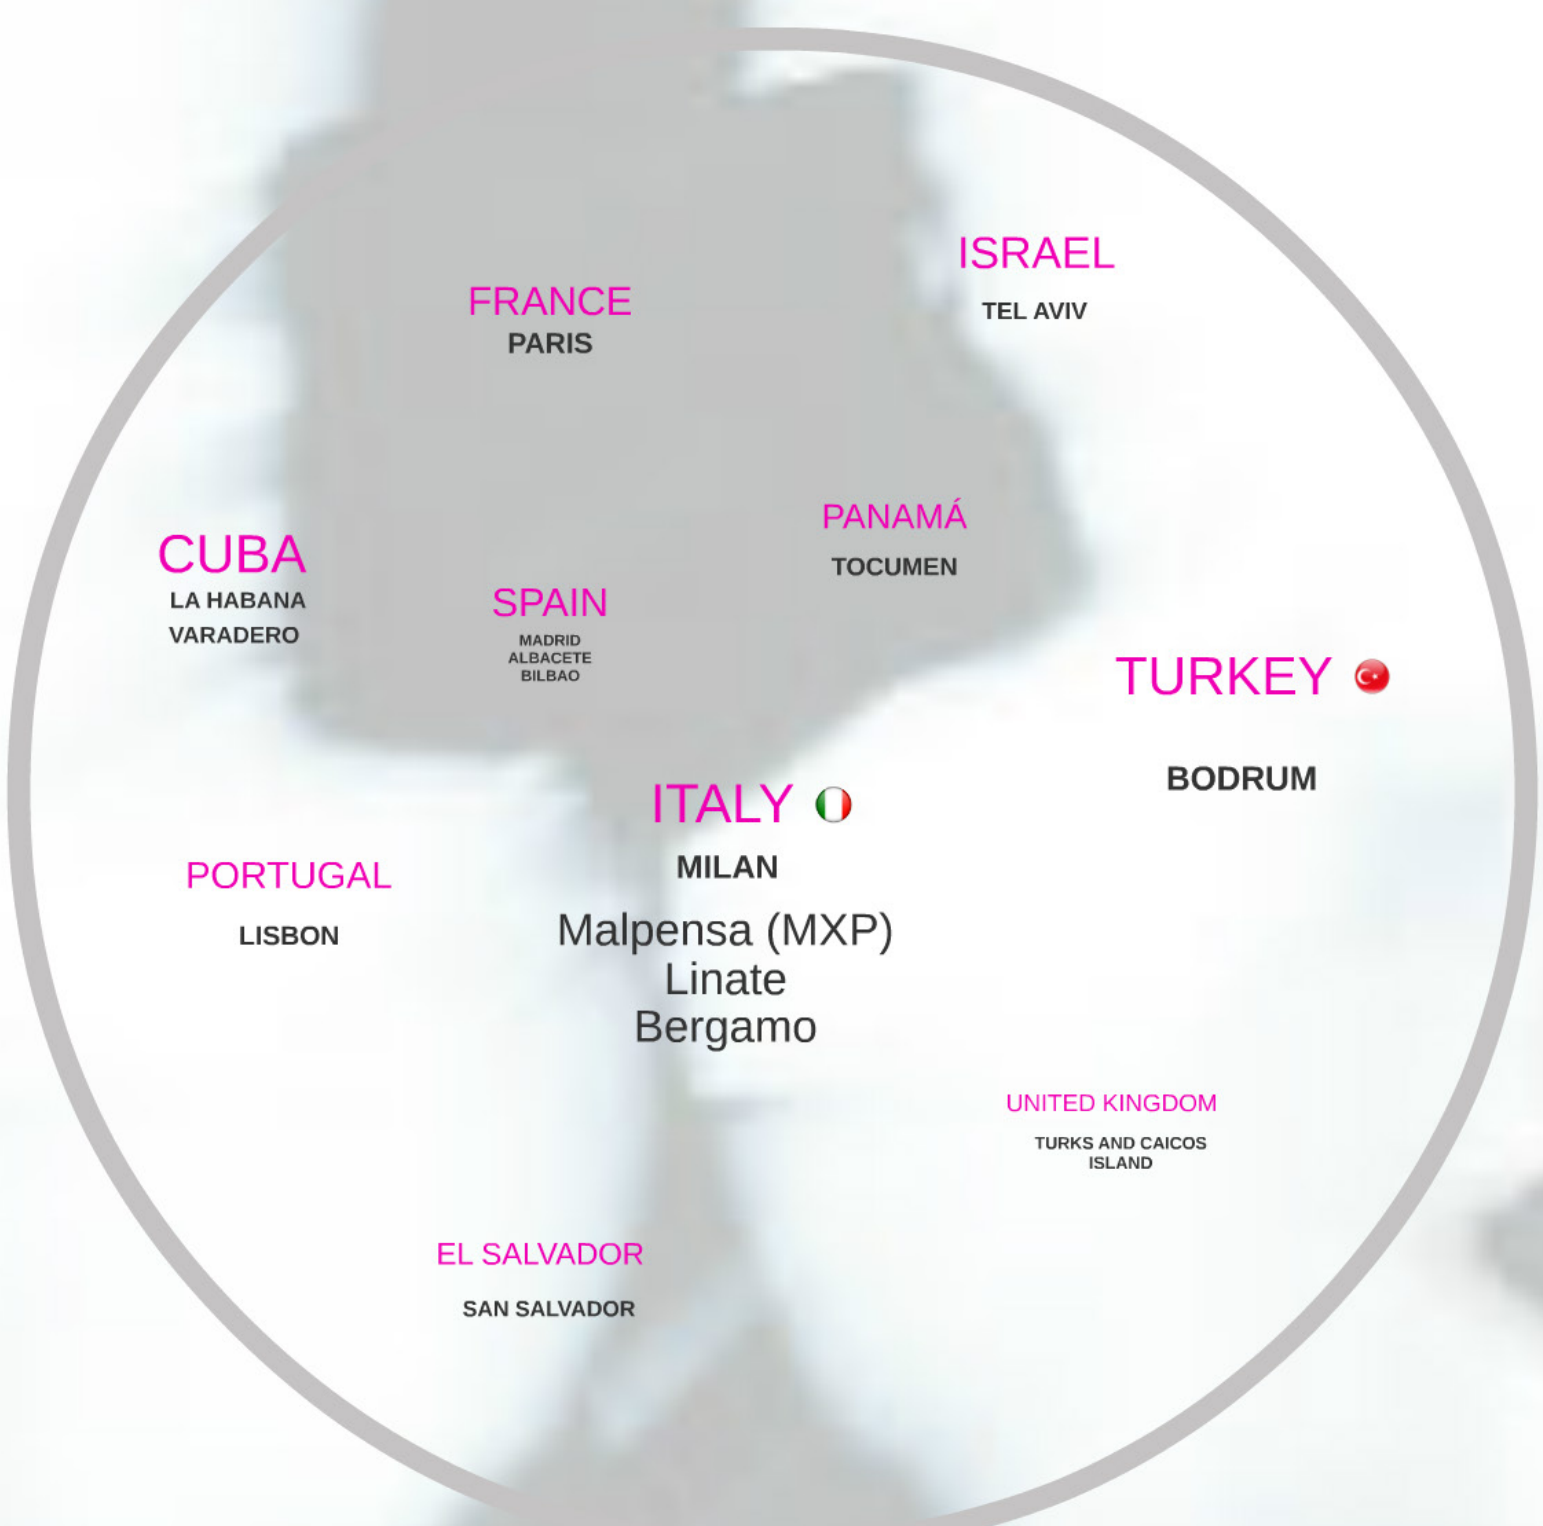 ISRAEL
TEL AVIV
FRANCE
PARIS
PANAMÁ
TOCUMEN
CUBA
LA HABANA
VARADERO
SPAIN
MADRID
ALBACETE
BILBAO
TURKEY
BODRUM
ITALY
MILAN
Malpensa (MXP)
Linate
Bergamo
PORTUGAL
LISBON
UNITED KINGDOM
TURKS AND CAICOS
ISLAND
EL SALVADOR
SAN SALVADOR